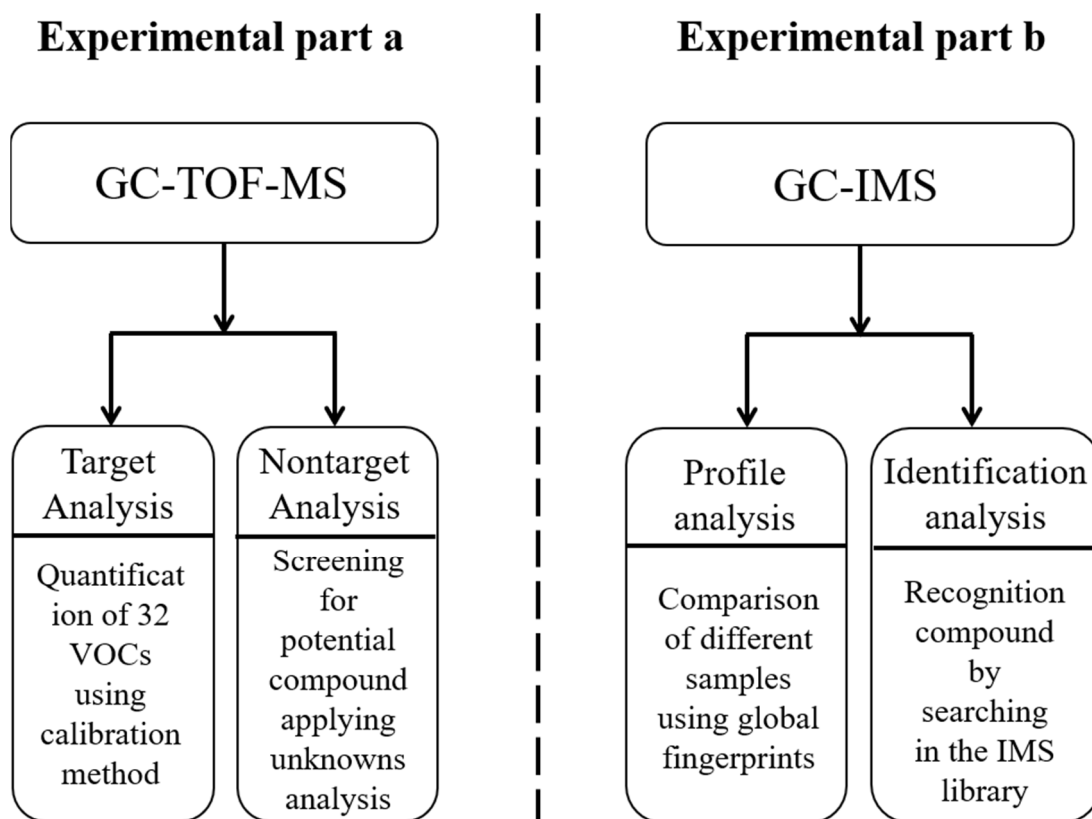 Experimental part a
GC-TOF-MS
Target
Analysis
Quantificat
ion of 32
VOCs
using
calibration
method
Nontarget
Analysis
Screening
for
potential
compound
applying
unknowns
analysis
Experimental part b
GC-IMS
Profile
analysis
Comparison
of different
samples
using global
fingerprints
Identification
analysis
Recognition
compound
by
searching
in the IMS
library